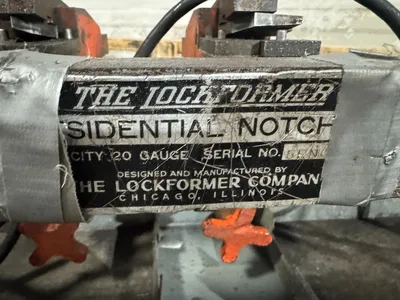 THE LOCKFORMER
SIDENTIAL NOTCH
CITY 20 GAUGE SERIAL NO.
DESIGNED AND MANUFACTURED BY
THE LOCKFORMER COMPAN
CHICAGO, ILLINOIS